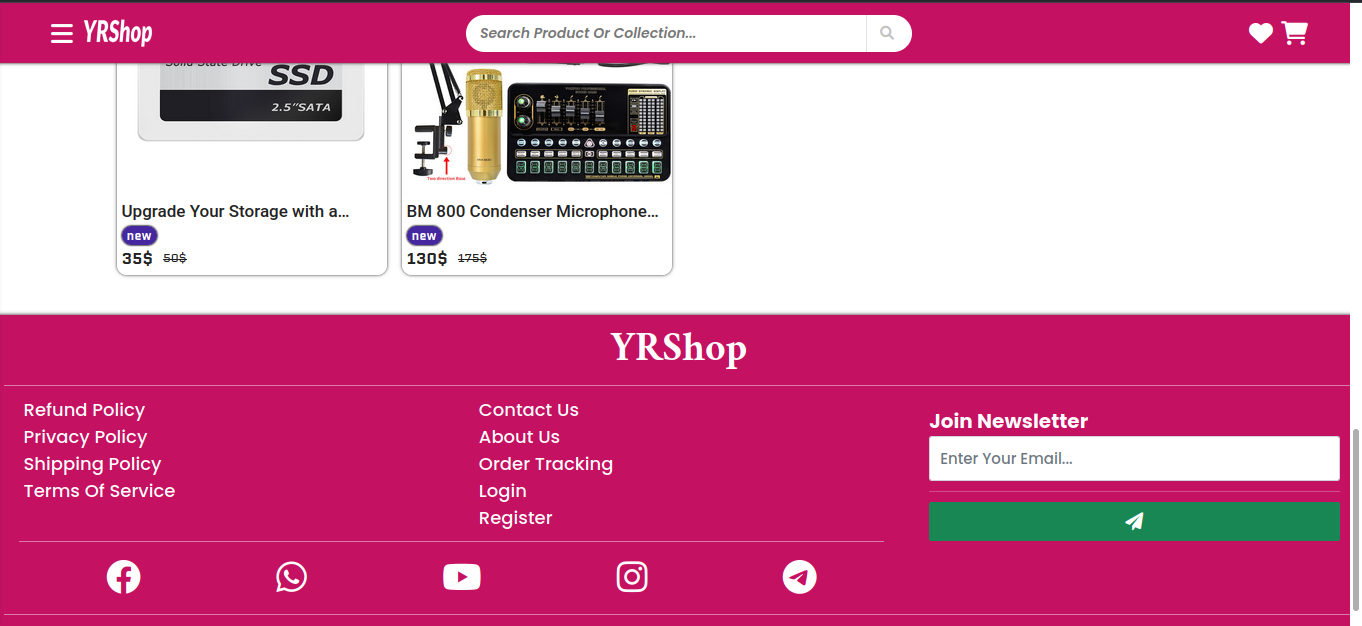 YRShop
Search Product Or Collection...
Solid State Drive
SSD
2.5"SATA
Two direction Base
Upgrade Your Storage with a...
new
35$ 50$
BM 800 Condenser Microphone...
new
130$ 175$
YRShop
Refund Policy
Privacy Policy
Shipping Policy
Terms Of Service
Contact Us
About Us
Order Tracking
Login
Register
Join Newsletter
Enter Your Email...